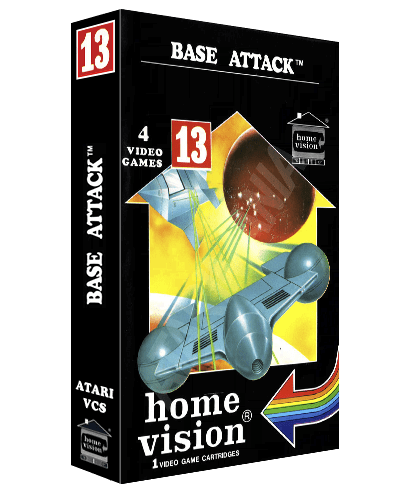 13
BASE ATTACK™
ATARI
VCS
home
vision
BASE ATTACK™
4
VIDEO
GAMES
13
home
vision
home
vision®
1 VIDEO GAME CARTRIDGES